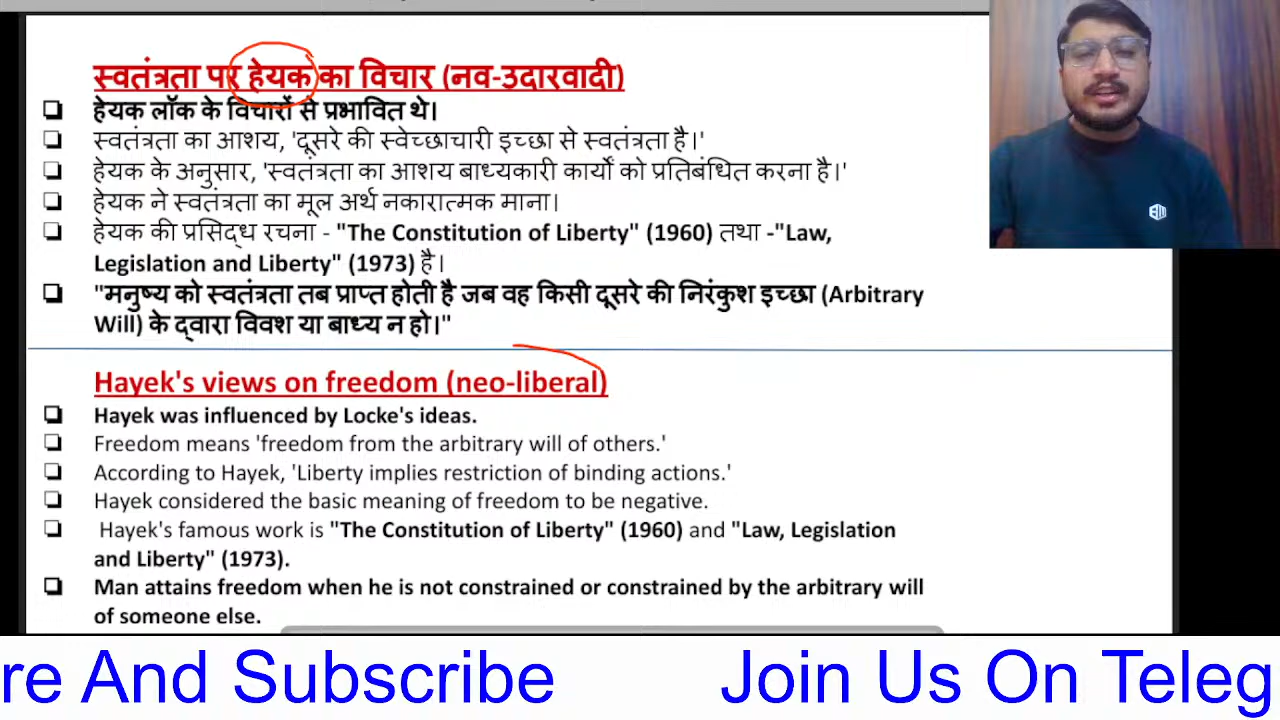 स्वतंत्रता पर हेयक का विचार (नव-उदारवादी)
हेयक लॉक के विचारों से प्रभावित थे।
स्वतंत्रता का आशय, 'दूसरे की स्वेच्छाचारी इच्छा से स्वतंत्रता है।'
हेयक के अनुसार, 'स्वतंत्रता का आशय बाध्यकारी कार्यों को प्रतिबंधित करना है।'
हेयक ने स्वतंत्रता का मूल अर्थ नकारात्मक माना।
हेयक की प्रसिद्ध रचना - "The Constitution of Liberty" (1960) तथा -"Law,
Legislation and Liberty" (1973) है।
"मनुष्य को स्वतंत्रता तब प्राप्त होती है जब वह किसी दूसरे की निरंकुश इच्छा (Arbitrary
Will) के द्वारा विवश या बाध्य न हो।"
Hayek's views on freedom (neo-liberal)
Hayek was influenced by Locke's ideas.
Freedom means 'freedom from the arbitrary will of others.'
According to Hayek, 'Liberty implies restriction of binding actions.'
Hayek considered the basic meaning of freedom to be negative.
Hayek's famous work is "The Constitution of Liberty" (1960) and "Law, Legislation
and Liberty" (1973).
Man attains freedom when he is not constrained or constrained by the arbitrary will
of someone else.
re And Subscribe Join Us On Teleg